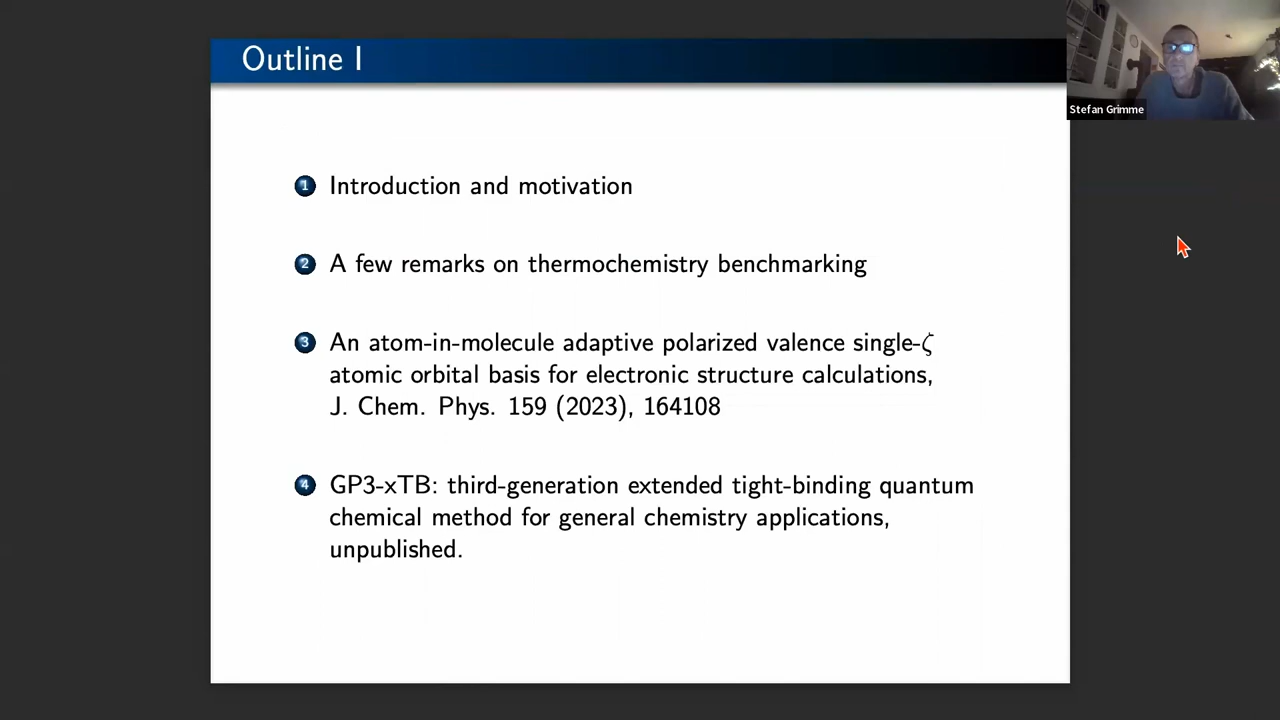 Outline I
Stefan Grimme
1 Introduction and motivation
2 A few remarks on thermochemistry benchmarking
3 An atom-in-molecule adaptive polarized valence single-ζ
atomic orbital basis for electronic structure calculations,
J. Chem. Phys. 159 (2023), 164108
4 GP3-xTB: third-generation extended tight-binding quantum
chemical method for general chemistry applications,
unpublished.